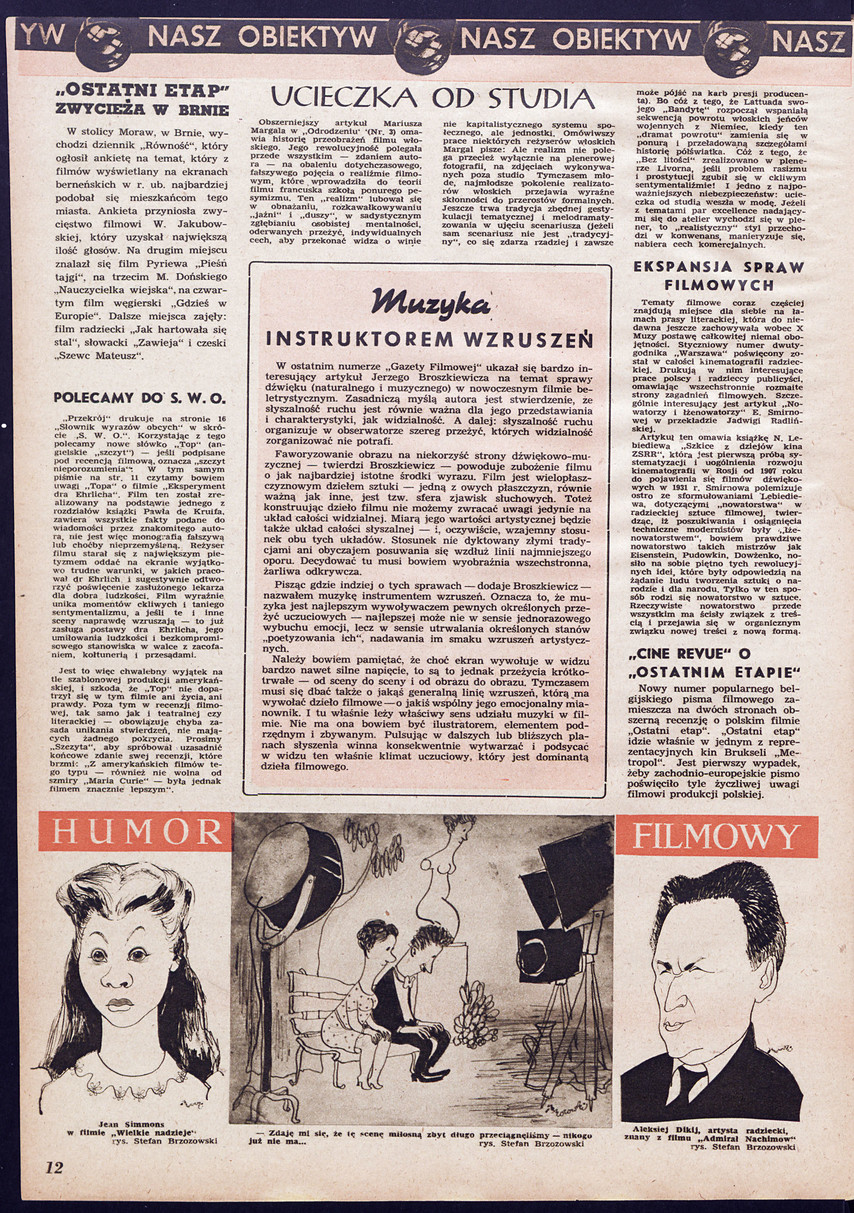 YW NASZ OBIEKTYW NASZ OBIEKTYW NASZ
„OSTATNI ETAP”
ZWYCIĘŻA W BRNIE
W stolicy Moraw, w Brnie, wy-
chodzi dziennik „Równość“, który
ogłosił ankietę na temat, który z
filmów wyświetlany na ekranach
berneńskich w r. ub. najbardziej
podobał się mieszkańcom tego
miasta. Ankieta przyniosła zwy-
cięstwo filmowi W. Jakubow-
skiej, który uzyskał największą
ilość głosów. Na drugim miejscu
znalazł się film Pyriewa „Pieśń
tajgi“, na trzecim M. Dońskiego
„Nauczycielka wiejska“, na czwar-
tym film węgierski „Gdzieś w
Europie“. Dalsze miejsca zajęły:
film radziecki „Jak hartowała się
stal“, słowacki „Zawieja“ i czeski
„Szewc Mateusz“.
POLECAMY DO S. W. O.
„Przekrój“ drukuje na stronie 16
„Słownik wyrazów obcych“ w skró-
cie „S. W. O.“. Korzystając z tego
polecamy nowe słówko „Top“ (an-
gielskie „szczyt“) — jeśli podpisane
pod recenzją filmową, oznacza „szczyt
nieporozumienia“: W tym samym
piśmie na str. 11 czytamy bowiem
uwagi „Topa“ o filmie „Eksperyment
dra Ehrlicha“. Film ten został zre-
alizowany na podstawie jednego z
rozdziałów książki Pawła de Kruifa,
zawiera wszystkie fakty podane do
wiadomości przez znakomitego auto-
ra, nie jest więc monografią fałszywą
lub choćby nieprzemyślaną. Reżyser
filmu starał się z największym pie-
tyzmem oddać na ekranie wyjątko-
wo trudne warunki, w jakich praco-
wał dr Ehrlich i sugestywnie odtwo-
rzyć poświęcenie zasłużonego lekarza
dla dobra ludzkości. Film wyraźnie
unika momentów ckliwych i taniego
sentymentalizmu, a jeśli te i inne
sceny naprawdę wzruszają — to już
zasługa postawy dra Ehrlicha, jego
umiłowania ludzkości i bezkompromi-
sowego stanowiska w walce z zacofa-
niem, kołtunerią i przesądami.
Jest to więc chwalebny wyjątek na
tle szablonowej produkcji amerykań-
skiej, i szkoda, że „Top“ nie dopa-
trzył się w tym filmie ani życia, ani
prawdy. Poza tym w recenzji filmo-
wej, tak samo jak i teatralnej czy
literackiej — obowiązuje chyba za-
sada unikania stwierdzeń, nie mają-
cych żadnego pokrycia. Prosimy
„Szczyta“, aby spróbował uzasadnić
końcowe zdanie swej recenzji, które
brzmi: „Z amerykańskich filmów te-
go typu — również nie wolna od
szmiry „Maria Curie“ — była jednak
filmem znacznie lepszym“.
UCIECZKA OD STUDIA
Obszerniejszy artykuł Mariusza
Margala w „Odrodzeniu‘ (Nr. 3) oma-
wia historię przeobrażeń filmu wło-
skiego. Jego rewolucyjność polegała
przede wszystkim — zdaniem auto-
ra — na obaleniu dotychczasowego,
fałszywego pojęcia o realiźmie filmo-
wym, które wprowadziła do teorii
filmu francuska szkoła ponurego pe-
symizmu. Ten „realizm“ lubował się
w obnażaniu, rozkawałkowywaniu
„jaźni“ i „duszy“, w sadystycznym
zgłębianiu osobistej mentalności,
oderwanych przeżyć, indywidualnych
cech, aby przekonać widza o winie
nie kapitalistycznego systemu spo-
łecznego, ale jednostki. Omówiwszy
prace niektórych reżyserów włoskich
Margal pisze: Ale realizm nie pole-
ga przecież wyłącznie na plenerowej
fotografii, na zdjęciach wykonywa-
nych poza studio Tymczasem mło-
de, najmłodsze pokolenie realizato-
rów włoskich przejawia wyraźne
skłonności do przerostów formalnych.
Jeszcze trwa tradycja zbędnej gesty-
kulacji tematycznej i melodramaty-
zowania w ujęciu scenariusza (jeżeli
sam scenariusz nie jest „tradycyj-
ny“, co się zdarza rzadziej i zawsze
może pójść na karb presji producen-
ta). Bo cóż z tego, że Lattuada swo-
jego „Bandytę“ rozpoczął wspaniałą
sekwencją powrotu włoskich jeńców
wojennych z Niemiec, kiedy ten
„dramat powrotu“ zamienia się w
ponurą i przeładowaną szczegółami
historię półświatka. Cóż z tego, że
„Bez litości“ zrealizowano w plene-
rze Livorna, jeśli problem rasizmu
i prostytucji zgubił się w ckliwym
sentymentaliźmie! I jedno z najpo-
ważniejszych niebezpieczeństw: ucie-
czka od studia weszła w modę. Jeżeli
z tematami par excellence nadający-
mi się do atelier wychodzi się w ple-
ner, to „realistyczny“ styl przecho-
dzi w konwenans, manieryzuje się,
nabiera cech komercjalnych.
Muzyka
INSTRUKTOREM WZRUSZEŃ
W ostatnim numerze „Gazety Filmowej“ ukazał się bardzo in-
teresujący artykuł Jerzego Broszkiewicza na temat sprawy
dźwięku (naturalnego i muzycznego) w nowoczesnym filmie be-
letrystycznym. Zasadniczą myślą autora jest stwierdzenie, ze
słyszalność ruchu jest równie ważna dla jego przedstawiania
i charakterystyki, jak widzialność. A dalej: słyszalność ruchu
organizuje w obserwatorze szereg przeżyć, których widzialność
zorganizować nie potrafi.
Faworyzowanie obrazu na niekorzyść strony dźwiękowo-mu-
zycznej — twierdzi Broszkiewicz — powoduje zubożenie filmu
o jak najbardziej istotne środki wyrazu. Film jest wielopłasz-
czyznowym dziełem sztuki — jedną z owych płaszczyzn, równie
ważną jak inne, jest tzw. sfera zjawisk słuchowych. Toteż
konstruując dzieło filmu nie możemy zwracać uwagi jedynie na
układ całości widzialnej. Miarą jego wartości artystycznej będzie
także układ całości słyszalnej — i, oczywiście, wzajemny stosu-
nek obu tych układów. Stosunek nie dyktowany złymi trady-
cjami ani obyczajem posuwania się wzdłuż linii najmniejszego
oporu. Decydować tu musi bowiem wyobraźnia wszechstronna,
żarliwa odkrywcza.
Pisząc gdzie indziej o tych sprawach — dodaje Broszkiewicz —
nazwałem muzykę instrumentem wzruszeń. Oznacza to, że mu-
zyka jest najlepszym wywoływaczem pewnych określonych prze-
żyć uczuciowych — najlepszej może nie w sensie jednorazowego
wybuchu emocji, lecz w sensie utrwalania określonych stanów
„poetyzowania ich“, nadawania im smaku wzruszeń artystycz-
nych.
Należy bowiem pamiętać, że choć ekran wywołuje w widzu
bardzo nawet silne napięcie, to są to jednak przeżycia krótko-
trwałe — od sceny do sceny i od obrazu do obrazu. Tymczasem
musi się dbać także o jakąś generalną linię wzruszeń, którą ma
wywołać dzieło filmowe—o jakiś wspólny jego emocjonalny mia-
nownik. I tu właśnie leży właściwy sens udziału muzyki w fil-
mie. Nie ma ona bowiem być ilustratorem, elementem pod-
rzędnym i zbywanym. Pulsując w dalszych lub bliższych pla-
nach słyszenia winna konsekwentnie wytwarzać i podsycać
w widzu ten właśnie klimat uczuciowy, który jest dominantą
dzieła filmowego.
EKSPANSJA SPRAW
FILMOWYCH
Tematy filmowe coraz częściej
znajdują miejsce dla siebie na ła-
mach prasy literackiej, która do nie-
dawna jeszcze zachowywała wobec X
Muzy postawę całkowitej niemal obo-
jętności. Styczniowy numer dwuty-
godnika „Warszawa“ poświęcony zo-
stał w całości kinematografii radziec-
kiej. Drukują w nim interesujące
prace polscy i radzieccy publicyści,
omawiając wszechstronnie rozmaite
strony zagadnień filmowych. Szcze-
gólnie interesujący jest artykuł „No-
watorzy i łżenowatorzy“ E. Smirno-
wej w przekładzie Jadwigi Radliń-
skiej.
Artykuł ten omawia książkę N. Le-
biediewa „Szkice z dziejów kina
ZSRR“, która jest pierwszą próbą sy-
stematyzacji i uogólnienia rozwoju
kinematografii w Rosji od 1907 roku
do pojawienia się filmów dźwięko-
wych w 1931 r. Smirnowa polemizuje
ostro ze sformułowaniami Lebiedie-
wa, dotyczącymi „nowatorstwa“ w
radzieckiej sztuce filmowej, twier-
dząc, iż poszukiwania i osiągnięcia
techniczne modernistów były „łże-
nowatorstwem“, bowiem prawdziwe
nowatorstwo takich mistrzów jak
Eisenstein, Pudowkin, Dowżenko, no-
siło na sobie piętno tych rewolucyj-
nych idei, które były odpowiedzią na
żądanie ludu tworzenia sztuki o na-
rodzie i dla narodu. Tylko w ten spo-
sób rodzi się nowatorstwo w sztuce.
Rzeczywiste nowatorstwo przede
wszystkim ma ścisły związek z treś-
cią i przejawia się w organicznym
związku nowej treści z nową formą.
„CINE REVUE“ O
„OSTATNIM ETAPIE“
Nowy numer popularnego bel-
gijskiego pisma filmowego za-
mieszcza na dwóch stronach ob-
szerną recenzję o polskim filmie
„Ostatni etap“. „Ostatni etap“
idzie właśnie w jednym z repre-
zentacyjnych kin Brukseli „Me-
tropol“. Jest pierwszy wypadek,
żeby zachodnio-europejskie pismo
poświęciło tyle życzliwej uwagi
filmowi produkcji polskiej.
HUMOR FILMOWY
Jean Simmons
w filmie „Wielkie nadzieje“
rys. Stefan Brzozowski
— Zdaję mi się, że tę scenę miłosną zbyt długo przeciągnęliśmy — nikogo
już nie ma...
rys. Stefan Brzozowski
Aleksiej Dikij, artysta radziecki,
znany z filmu „Admirał Nachimow“
rys. Stefan Brzozowski
12